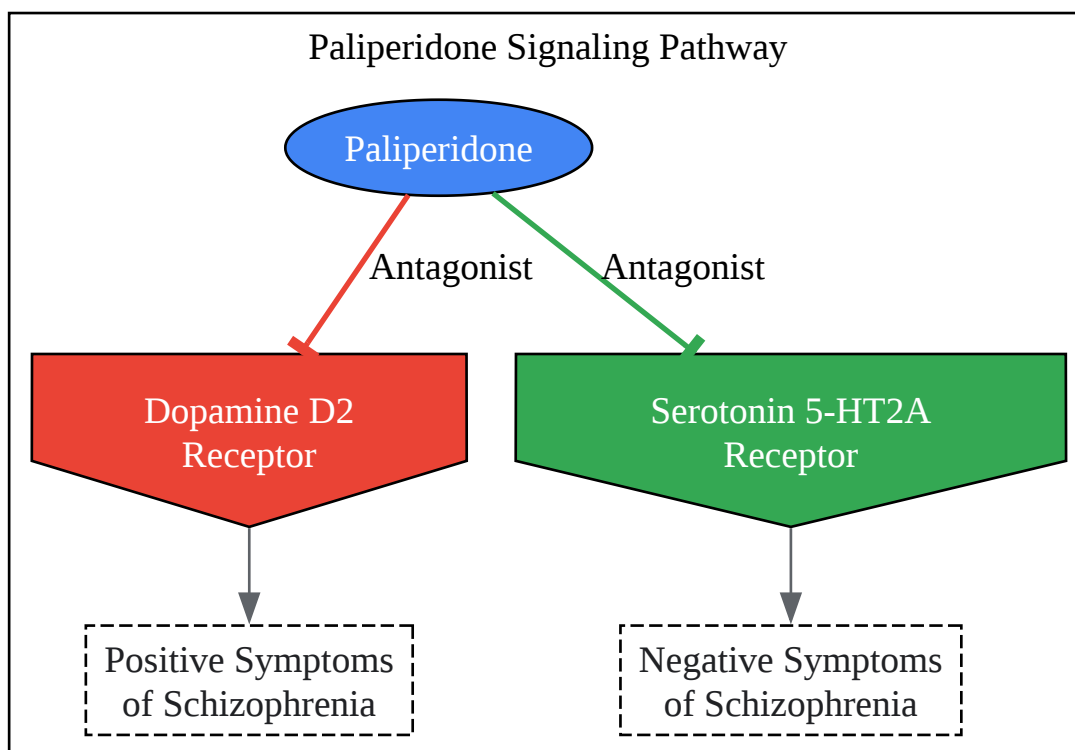 Paliperidone Signaling Pathway
Paliperidone
Antagonist
Antagonist
Dopamine D2
Receptor
Serotonin 5-HT2A
Receptor
Positive Symptoms
of Schizophrenia
Negative Symptoms
of Schizophrenia